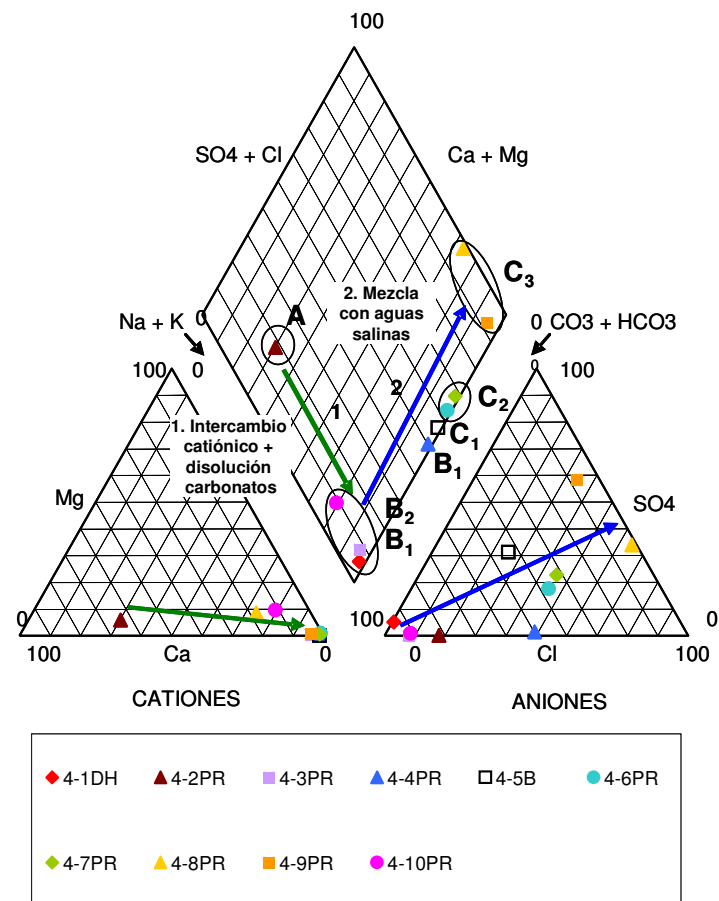 100
SO4 + Cl
Ca + Mg
C3
2. Mezcla
con aguas
salinas
A
Na + K
0
0 CO3 + HCO3
100
0
0
100
1
2
C2
C1
B1
1. Intercambio
catiónico +
disolución
carbonatos
Mg
SO4
B2
B1
0
100
0
100
Ca
0
0
Cl
100
CATIONES
ANIONES
4-1DH
4-2PR
4-3PR
4-4PR
4-5B
4-6PR
4-7PR
4-8PR
4-9PR
4-10PR